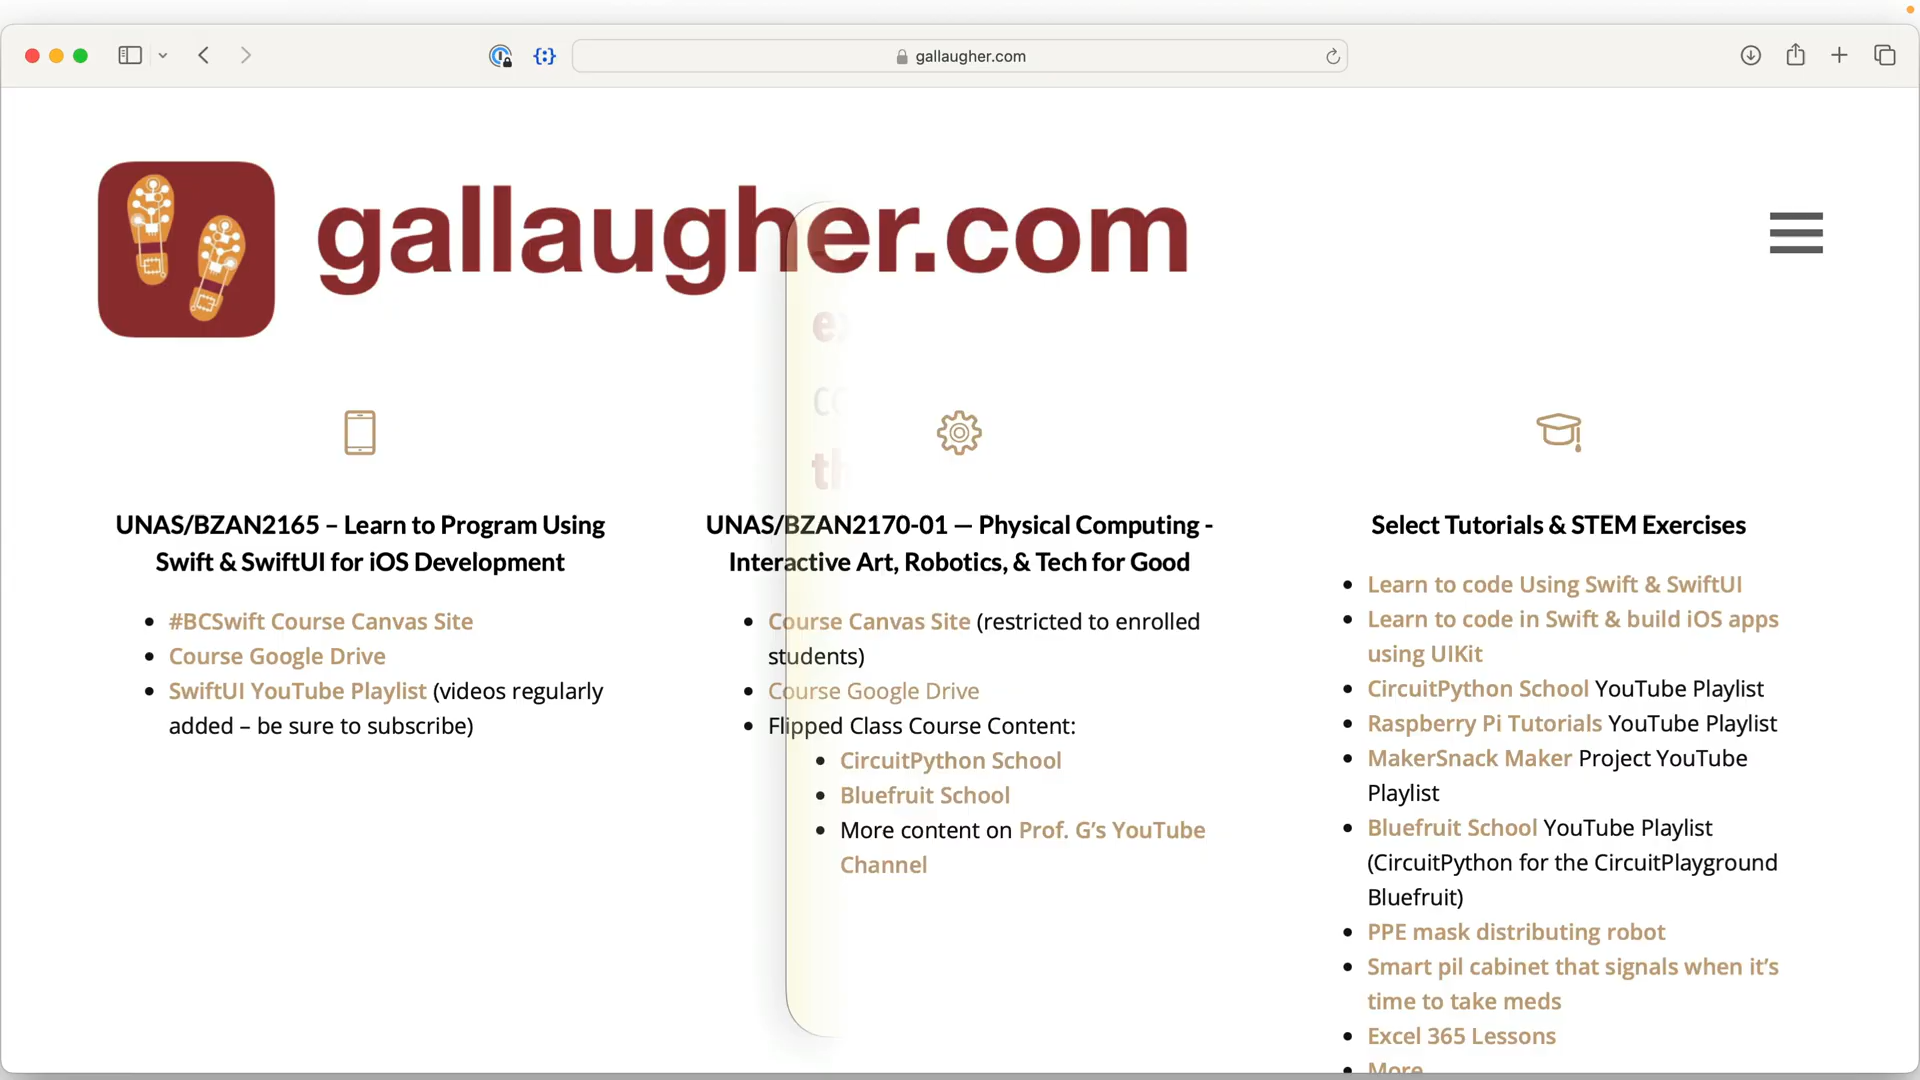 gallaugher.com
gallaugher.com
UNAS/BZAN2165 – Learn to Program Using
Swift & SwiftUI for iOS Development
#BCSwift Course Canvas Site
Course Google Drive
SwiftUI YouTube Playlist (videos regularly
added – be sure to subscribe)
UNAS/BZAN2170-01 — Physical Computing -
Interactive Art, Robotics, & Tech for Good
Course Canvas Site (restricted to enrolled
students)
Course Google Drive
Flipped Class Course Content:
CircuitPython School
Bluefruit School
More content on Prof. G’s YouTube
Channel
Select Tutorials & STEM Exercises
Learn to code Using Swift & SwiftUI
Learn to code in Swift & build iOS apps
using UIKit
CircuitPython School YouTube Playlist
Raspberry Pi Tutorials YouTube Playlist
MakerSnack Maker Project YouTube
Playlist
Bluefruit School YouTube Playlist
(CircuitPython for the CircuitPlayground
Bluefruit)
PPE mask distributing robot
Smart pil cabinet that signals when it’s
time to take meds
Excel 365 Lessons
More